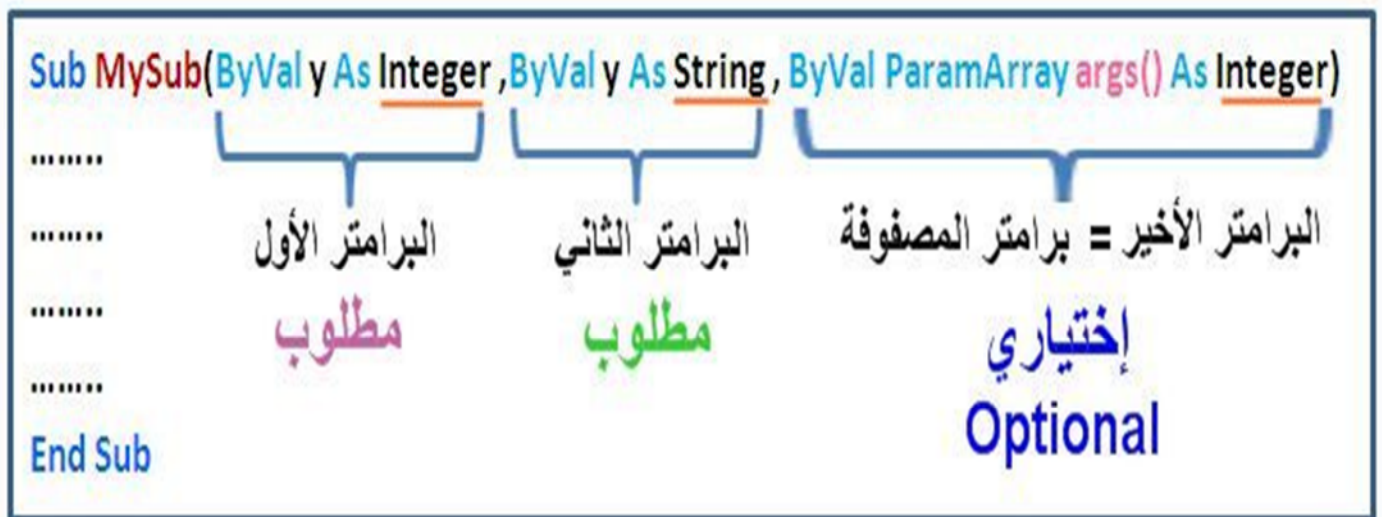 Sub MySub(ByVal y As Integer ,ByVal y As String, ByVal ParamArray args() As Integer)
........
........
........
........
البرامتر الأول
مطلوب
البرامتر الثاني
مطلوب
البرامتر الأخير = برامتر المصفوفة
إختياري
Optional
End Sub